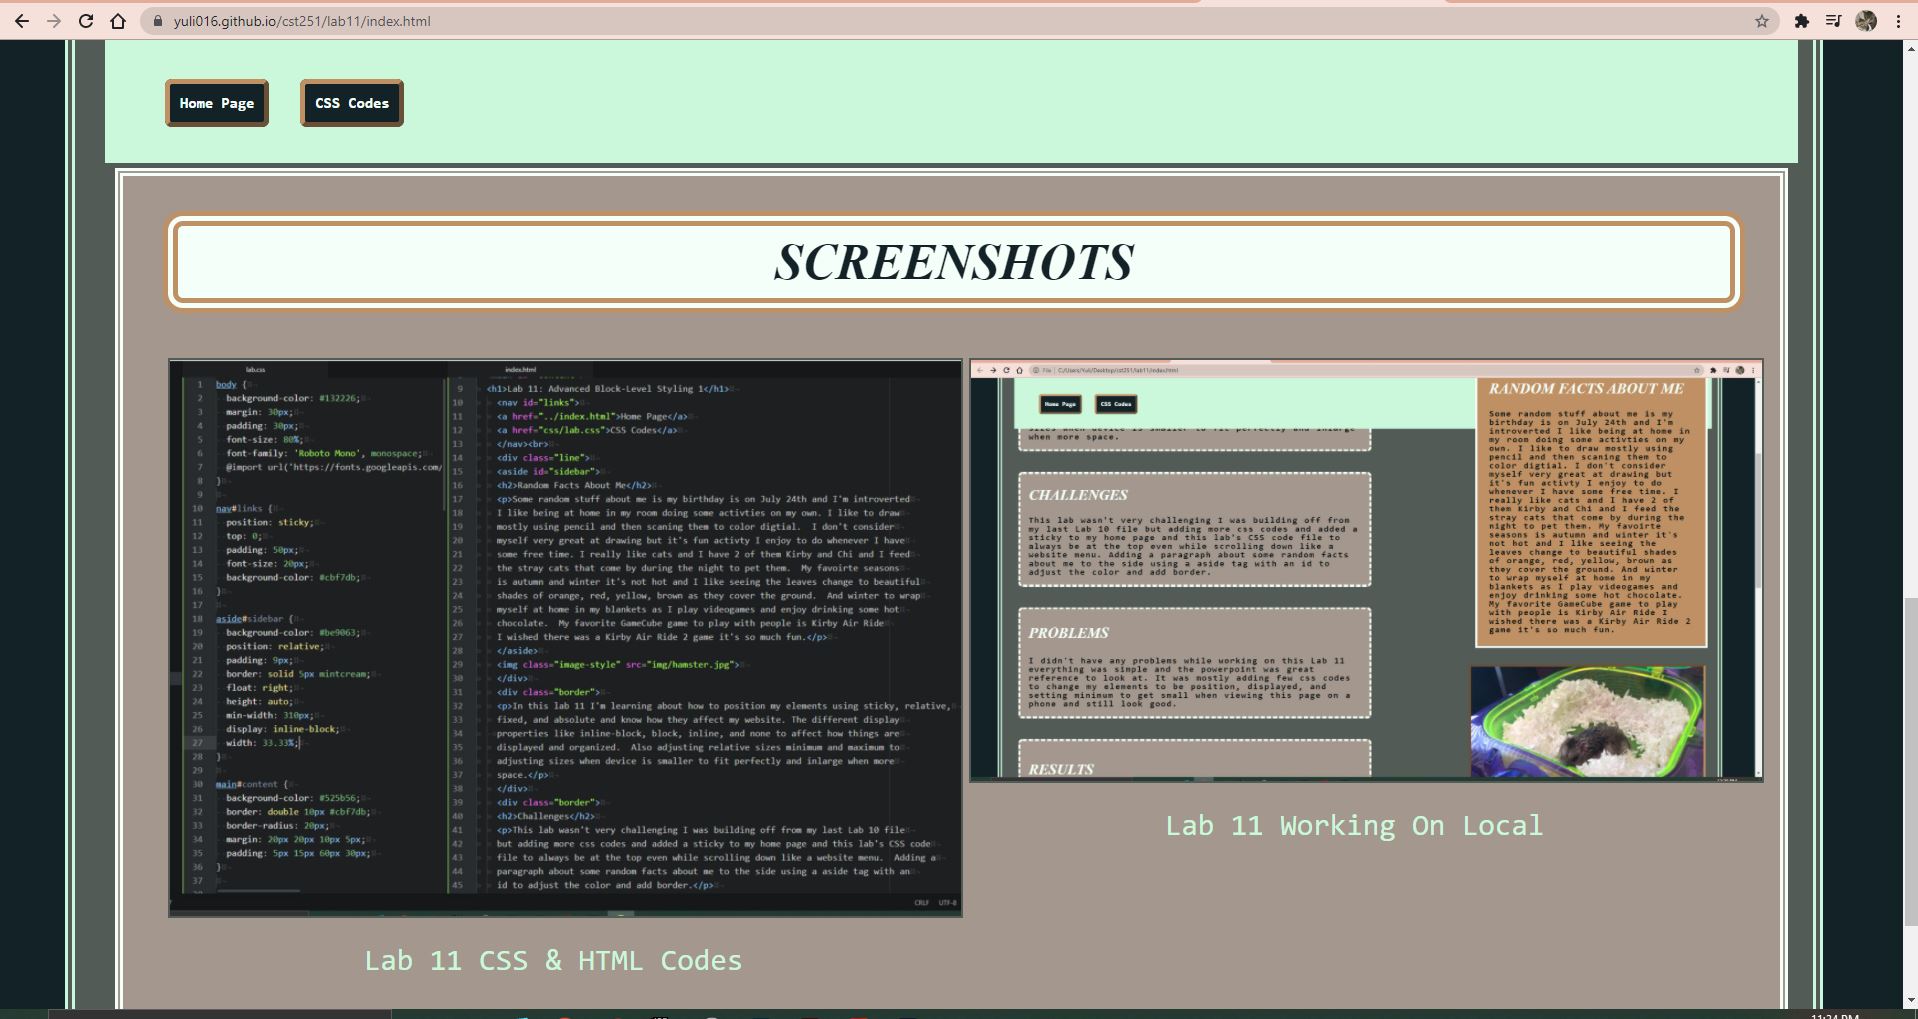 yuli016.github.io/cst251/lab11/index.html
Home Page
CSS Codes
SCREENSHOTS
lab.css
1 body {
2 background-color: #132226;
3 margin: 30px;
4 padding: 30px;
5 font-size: 80%;
6 font-family: 'Roboto Mono', monospace;
7 @import url('https://fonts.googleapis.com/
8 }
9
10 nav#links {
11 position: sticky;
12 top: 0;
13 padding: 50px;
14 font-size: 20px;
15 background-color: #cbf7db;
16 }
17
18 aside#sidebar {
19 background-color: #be9063;
20 position: relative;
21 padding: 9px;
22 border: solid 5px mintcream;
23 float: right;
24 height: auto;
25 min-width: 310px;
26 display: inline-block;
27 width: 33.33%;
28 }
29
30 main#content {
31 background-color: #525b56;
32 border: double 10px #cbf7db;
33 border-radius: 20px;
34 margin: 20px 20px 10px 5px;
35 padding: 5px 15px 60px 30px;
36 }
37
index.html
9 <h1>Lab 11: Advanced Block-Level Styling 1</h1>
10 <nav id="links">
11 <a href="../index.html">Home Page</a>
12 <a href="css/lab.css">CSS Codes</a>
13 </nav><br>
14 <div class="line">
15 <aside id="sidebar">
16 <h2>Random Facts About Me</h2>
17 <p>Some random stuff about me is my birthday is on July 24th and I'm introverted
18 I like being at home in my room doing some activties on my own. I like to draw
19 mostly using pencil and then scaning them to color digtial. I don't consider
20 myself very great at drawing but it's fun activty I enjoy to do whenever I have
21 some free time. I really like cats and I have 2 of them Kirby and Chi and I feed
22 the stray cats that come by during the night to pet them. My favoirte seasons
23 is autumn and winter it's not hot and I like seeing the leaves change to beautiful
24 shades of orange, red, yellow, brown as they cover the ground. And winter to wrap
25 myself at home in my blankets as I play videogames and enjoy drinking some hot
26 chocolate. My favorite GameCube game to play with people is Kirby Air Ride
27 I wished there was a Kirby Air Ride 2 game it's so much fun.</p>
28 </aside>
29 <img class="image-style" src="img/hamster.jpg">
30 </div>
31 <div class="border">
32 <p>In this lab 11 I'm learning about how to position my elements using sticky, relative,
33 fixed, and absolute and know how they affect my website. The different display
34 properties like inline-block, block, inline, and none to affect how things are
35 displayed and organized. Also adjusting relative sizes minimum and maximum to
36 adjusting sizes when device is smaller to fit perfectly and inlarge when more
37 space.</p>
38 </div>
39 <div class="border">
40 <h2>Challenges</h2>
41 <p>This lab wasn't very challenging I was building off from my last Lab 10 file
42 but adding more css codes and added a sticky to my home page and this lab's CSS code
43 file to always be at the top even while scrolling down like a website menu. Adding a
44 paragraph about some random facts about me to the side using a aside tag with an
45 id to adjust the color and add border.</p>
CRLF UTF-8
Lab 11 CSS & HTML Codes
File C:/Users/Yuli/Desktop/cst251/lab11/index.html
Home Page
CSS Codes
when more space.
CHALLENGES
This lab wasn't very challenging I was building off from
my last Lab 10 file but adding more css codes and added a
sticky to my home page and this lab's CSS code file to
always be at the top even while scrolling down like a
website menu. Adding a paragraph about some random facts
about me to the side using a aside tag with an id to
adjust the color and add border.
PROBLEMS
I didn't have any problems while working on this Lab 11
everything was simple and the powerpoint was great
reference to look at. It was mostly adding few css codes
to change my elements to be position, displayed, and
setting mininum to get small when viewing this page on a
phone and still look good.
RESULTS
RANDOM FACTS ABOUT ME
Some random stuff about me is my
birthday is on July 24th and I'm
introverted I like being at home in
my room doing some activties on my
own. I like to draw mostly using
pencil and then scaning them to
color digtial. I don't consider
myself very great at drawing but
it's fun activty I enjoy to do
whenever I have some free time. I
really like cats and I have 2 of
them Kirby and Chi and I feed the
stray cats that come by during the
night to pet them. My favoirte
seasons is autumn and winter it's
not hot and I like seeing the
leaves change to beautiful shades
of orange, red, yellow, brown as
they cover the ground. And winter
to wrap myself at home in my
blankets as I play videogames and
enjoy drinking some hot chocolate.
My favorite GameCube game to play
with people is Kirby Air Ride I
wished there was a Kirby Air Ride 2
game it's so much fun.
Lab 11 Working On Local